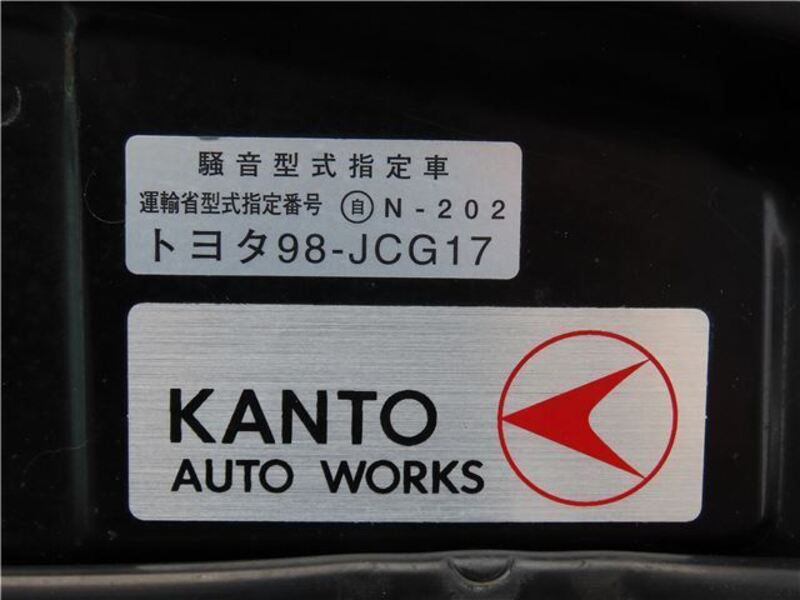 騒音型式指定車
運輸省型式指定番号 自 N-202
トヨタ98-JCG17
KANTO
AUTO WORKS